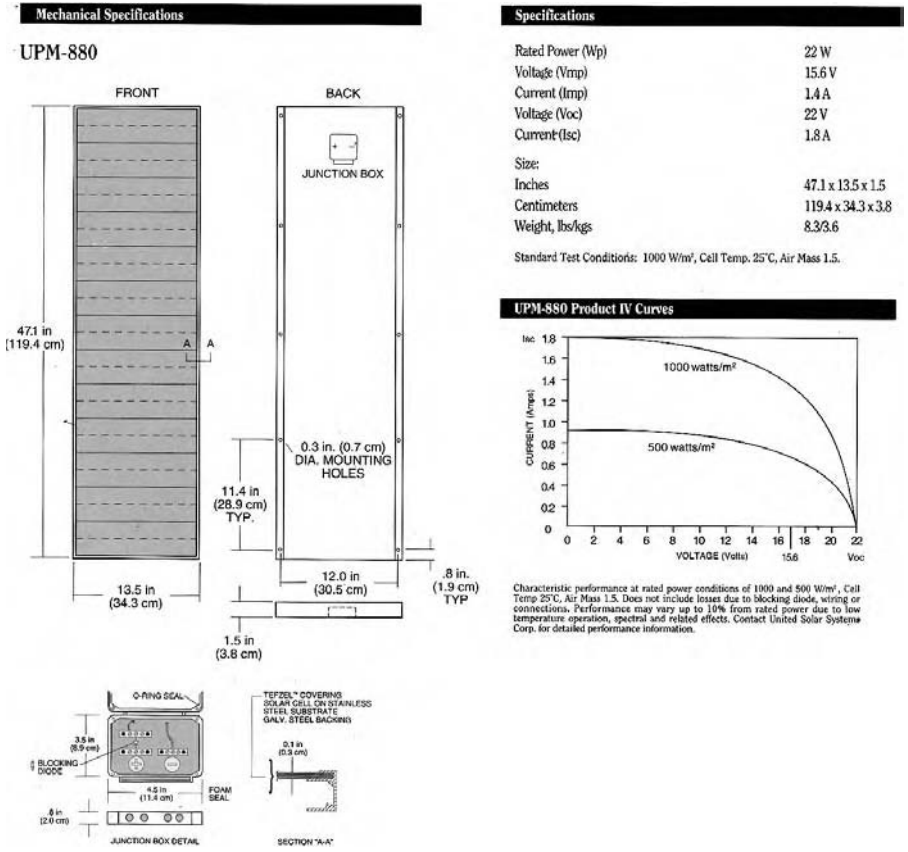 Mechanical Specifications
UPM-880
FRONT
BACK
+ -
JUNCTION BOX
47.1 in
(119.4 cm)
A A
0.3 in. (0.7 cm)
DIA. MOUNTING
HOLES
11.4 in
(28.9 cm)
TYP.
13.5 in
(34.3 cm)
12.0 in
(30.5 cm)
.8 in.
(1.9 cm)
TYP
1.5 in
(3.8 cm)
O-RING SEAL
3.5 in
(8.9 cm)
BLOCKING
DIODE
4.5 in
(11.4 cm)
FOAM
SEAL
.8 in
(2.0 cm)
JUNCTION BOX DETAIL
TEFZEL™ COVERING
SOLAR CELL ON STAINLESS
STEEL SUBSTRATE
GALV. STEEL BACKING
0.1 in
(0.3 cm)
SECTION "A-A"
Specifications
Rated Power (Wp) 22 W
Voltage (Vmp) 15.6 V
Current (Imp) 1.4 A
Voltage (Voc) 22 V
Current (Isc) 1.8 A
Size:
Inches 47.1 x 13.5 x 1.5
Centimeters 119.4 x 34.3 x 3.8
Weight, lbs/kgs 8.3/3.6
Standard Test Conditions: 1000 W/m², Cell Temp. 25°C, Air Mass 1.5.
UPM-880 Product IV Curves
Inc 1.8
1.6
1.4
1.2
1.0
0.8
0.6
0.4
0.2
0
CURRENT (Amps)
1000 watts/m²
500 watts/m²
0 2 4 6 8 10 12 14 16 18 20 22
VOLTAGE (Volts) 15.6 Voc
Characteristic performance at rated power conditions of 1000 and 500 W/m², Cell
Temp 25°C, Air Mass 1.5. Does not include losses due to blocking diode, wiring or
connections. Performance may vary up to 10% from rated power due to low
temperature operation, spectral and related effects. Contact United Solar Systems
Corp. for detailed performance information.